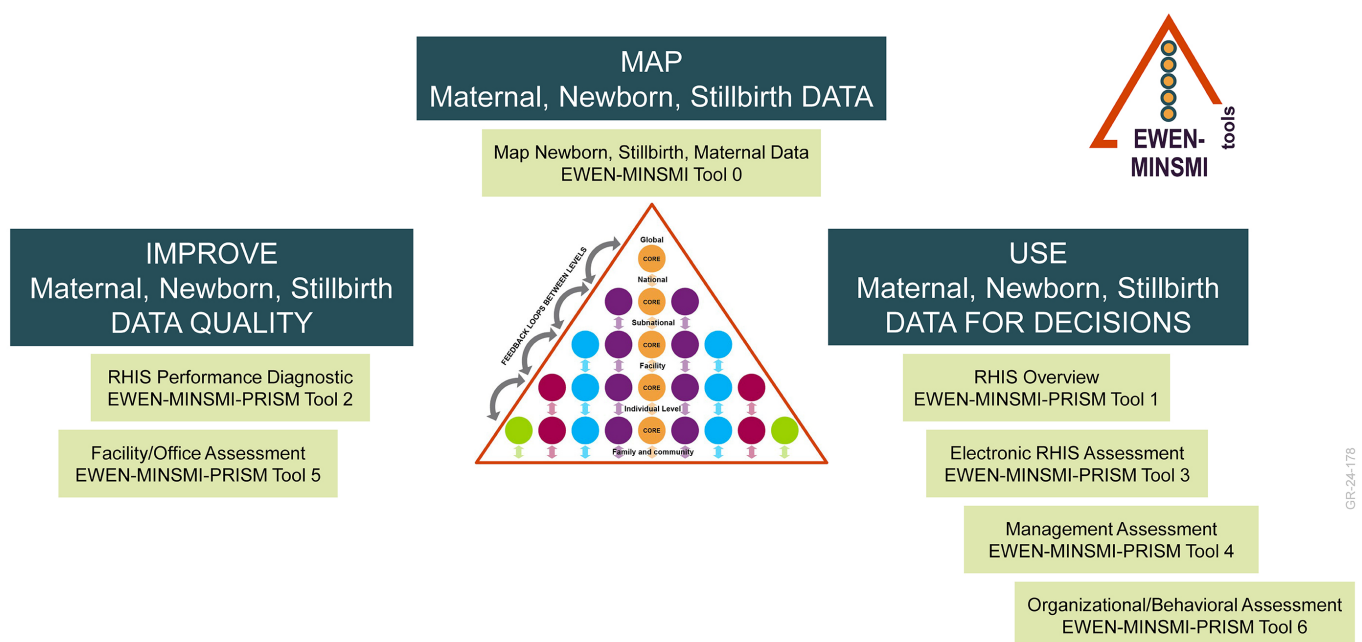 MAP
Maternal, Newborn, Stillbirth DATA
Map Newborn, Stillbirth, Maternal Data
EWEN-MINSMI Tool 0
EWEN-
MINSMI
tools
IMPROVE
Maternal, Newborn, Stillbirth
DATA QUALITY
RHIS Performance Diagnostic
EWEN-MINSMI-PRISM Tool 2
Facility/Office Assessment
EWEN-MINSMI-PRISM Tool 5
FEEDBACK LOOPS BETWEEN LEVELS
Global
CORE
National
CORE
Subnational
CORE
Facility
CORE
Individual Level
CORE
Family and community
USE
Maternal, Newborn, Stillbirth
DATA FOR DECISIONS
RHIS Overview
EWEN-MINSMI-PRISM Tool 1
Electronic RHIS Assessment
EWEN-MINSMI-PRISM Tool 3
Management Assessment
EWEN-MINSMI-PRISM Tool 4
Organizational/Behavioral Assessment
EWEN-MINSMI-PRISM Tool 6
GR-24-178